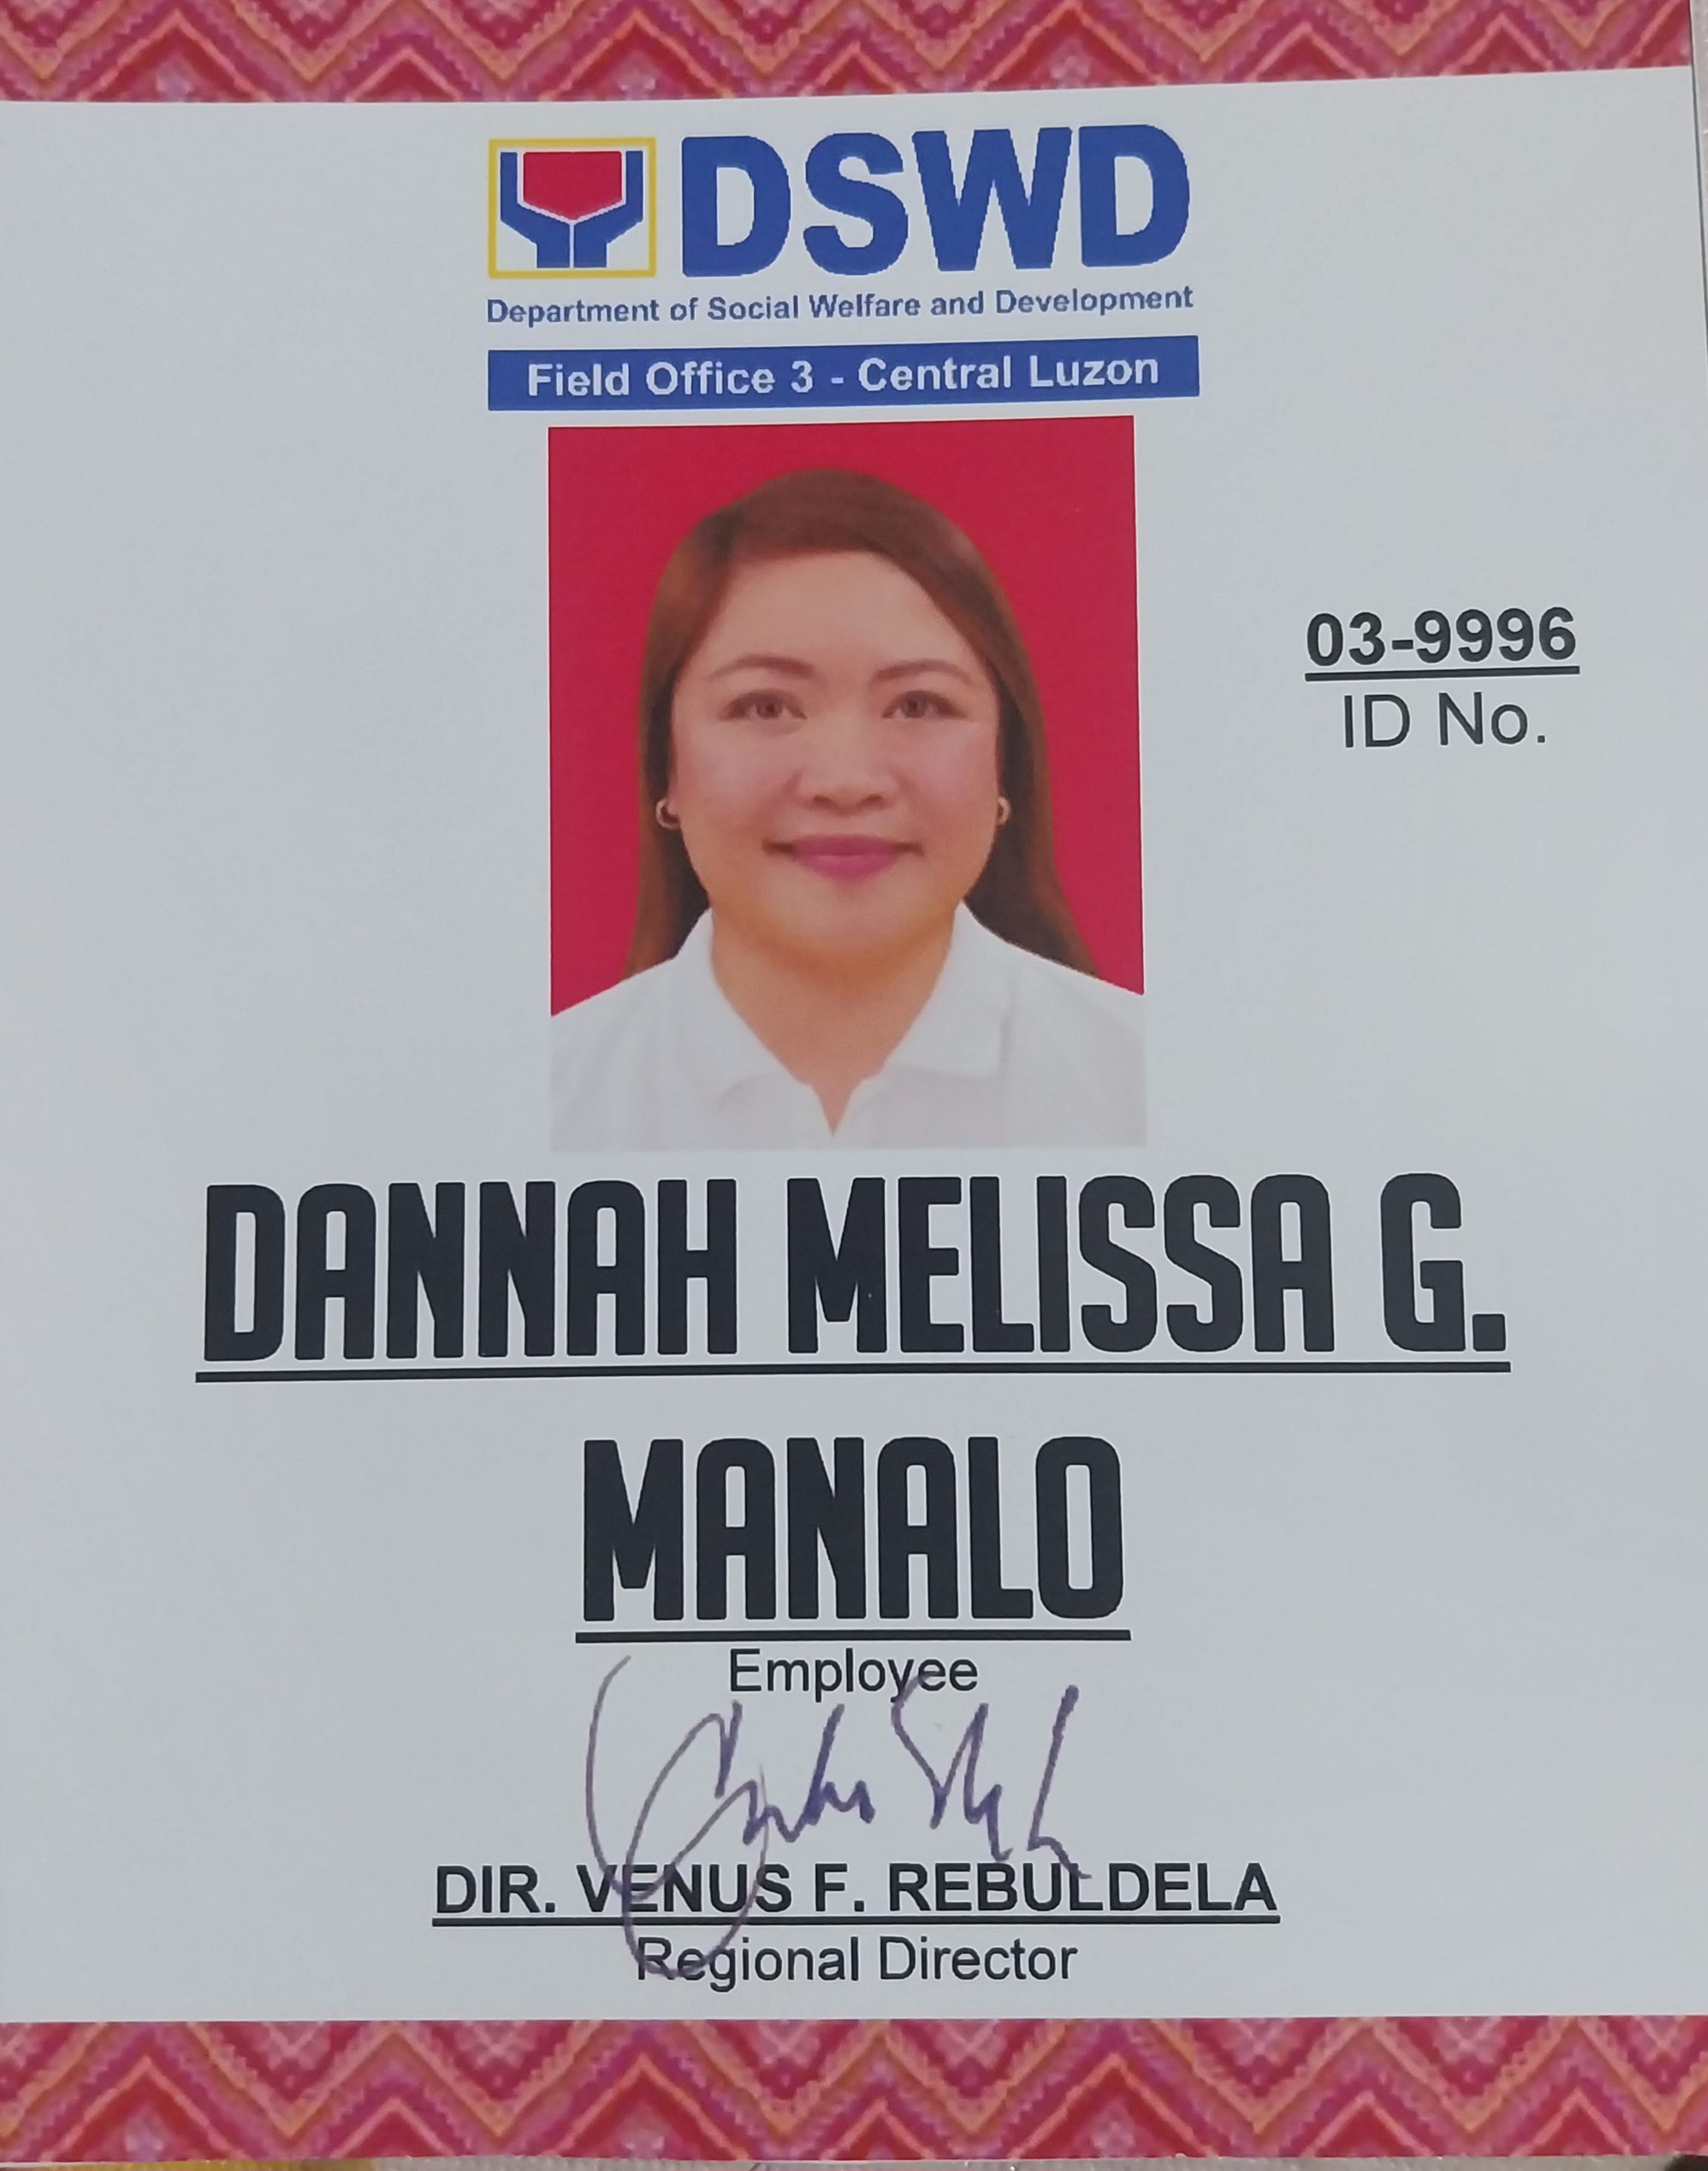 DSWD
Department of Social Welfare and Development
Field Office 3 - Central Luzon
03-9996
ID No.
DANNAH MELISSA G.
MANALO
Employee
DIR. VENUS F. REBULDELA
Regional Director